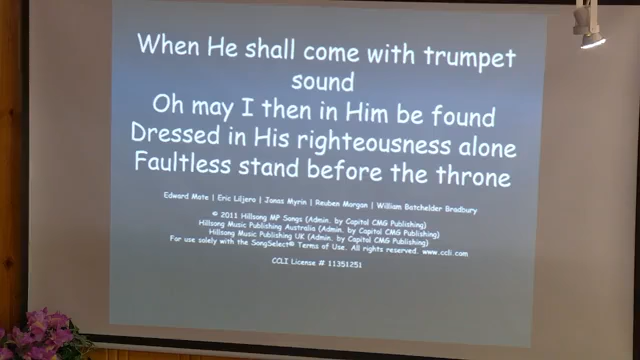 When He shall come with trumpet
sound
Oh may I then in Him be found
Dressed in His righteousness alone
Faultless stand before the throne
Edward Mote | Eric Liljero | Jonas Myrin | Reuben Morgan | William Batchelder Bradbury
© 2011 Hillsong MP Songs (Admin. by Capitol CMG Publishing)
Hillsong Music Publishing Australia (Admin. by Capitol CMG Publishing)
Hillsong Music Publishing UK (Admin. by Capitol CMG Publishing)
For use solely with the SongSelect® Terms of Use. All rights reserved. www.ccli.com
CCLI License # 11351251